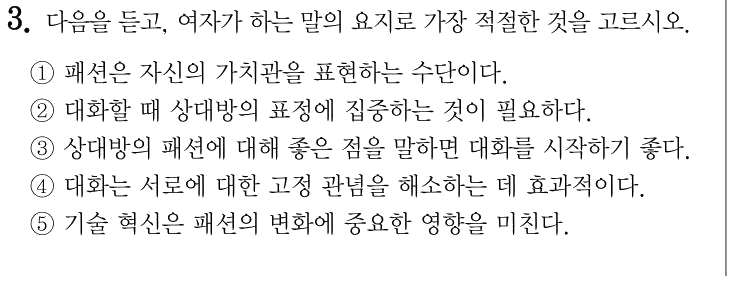 3. 다음을 듣고, 여자가 하는 말의 요지로 가장 적절한 것을 고르시오.
① 패션은 자신의 가치관을 표현하는 수단이다.
② 대화할 때 상대방의 표정에 집중하는 것이 필요하다.
③ 상대방의 패션에 대해 좋은 점을 말하면 대화를 시작하기 좋다.
④ 대화는 서로에 대한 고정 관념을 해소하는 데 효과적이다.
⑤ 기술 혁신은 패션의 변화에 중요한 영향을 미친다.